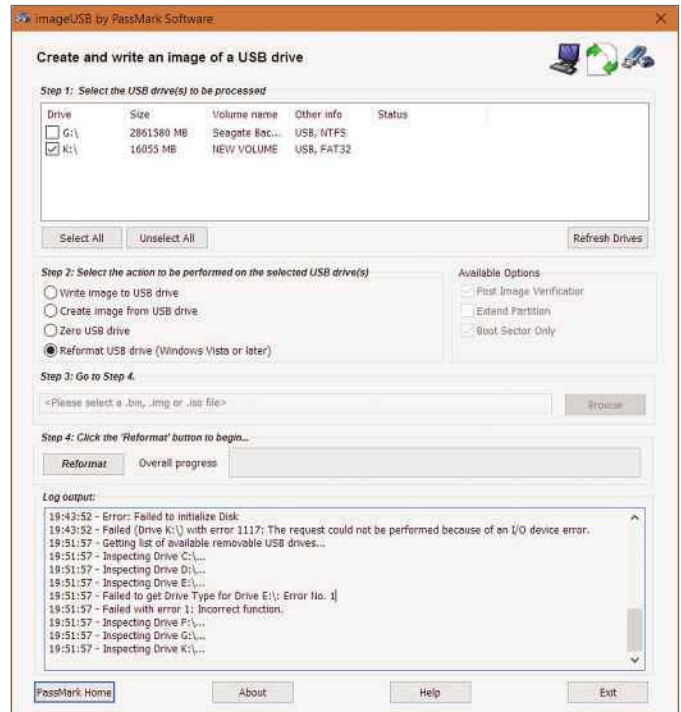 imageUSB by PassMark Software
Create and write an image of a USB drive
Step 1: Select the USB drive(s) to be processed
Drive Size Volume name Other info Status
G:\ 2861580 MB Seagate Bac... USB, NTFS
K:\ 16055 MB NEW VOLUME USB, FAT32
Select All Unselect All Refresh Drives
Step 2: Select the action to be performed on the selected USB drive(s) Available Options
Write image to USB drive Post Image Verification
Create image from USB drive Extend Partition
Zero USB drive Boot Sector Only
Reformat USB drive (Windows Vista or later)
Step 3: Go to Step 4.
<Please select a .bin, .img or .iso file> Browse
Step 4: Click the 'Reformat' button to begin...
Reformat Overall progress
Log output:
19:43:52 - Error: Failed to initialize Disk
19:43:52 - Failed (Drive K:\) with error 1117: The request could not be performed because of an I/O device error.
19:51:57 - Getting list of available removable USB drives...
19:51:57 - Inspecting Drive C:\...
19:51:57 - Inspecting Drive D:\...
19:51:57 - Inspecting Drive E:\...
19:51:57 - Failed to get Drive Type for Drive E:\: Error No. 1
19:51:57 - Failed with error 1: Incorrect function.
19:51:57 - Inspecting Drive F:\...
19:51:57 - Inspecting Drive G:\...
19:51:57 - Inspecting Drive K:\...
PassMark Home About Help Exit